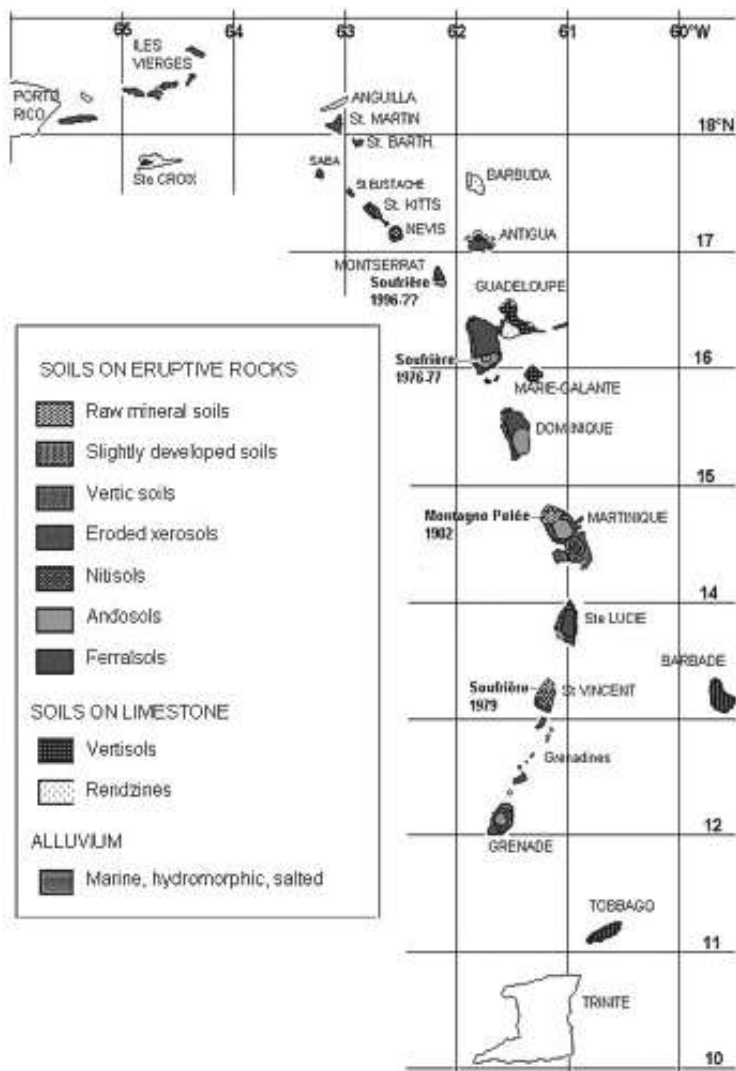 65 64 63 62 61 60°W
ILES
VIERGES
PORTO
RICO
ANGUILLA
St. MARTIN
18°N
St. BARTH.
Ste CROIX
SABA
St EUSTACHE
St. KITTS
NEVIS
BARBUDA
ANTIGUA
17
MONTSERRAT
Soufrière
1996-??
GUADELOUPE
16
Soufrière
1976-77
MARIE-GALANTE
DOMINIQUE
15
Montagne Pelée
1902
MARTINIQUE
14
Ste LUCIE
BARBADE
Soufrière
1979
St VINCENT
Grenadines
12
GRENADE
TOBBAGO
11
TRINITE
10
SOILS ON ERUPTIVE ROCKS
Raw mineral soils
Slightly developed soils
Vertic soils
Eroded xerosols
Nitisols
Andosols
Ferralsols
SOILS ON LIMESTONE
Vertisols
Rendzines
ALLUVIUM
Marine, hydromorphic, salted